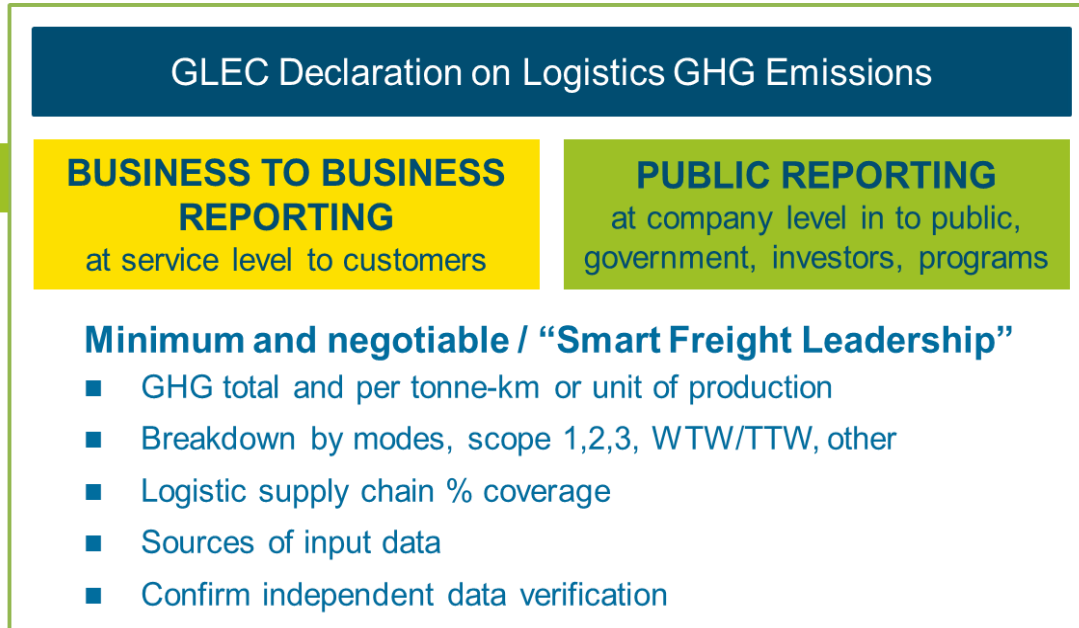 GLEC Declaration on Logistics GHG Emissions
BUSINESS TO BUSINESS
REPORTING
at service level to customers
PUBLIC REPORTING
at company level in to public,
government, investors, programs
Minimum and negotiable / “Smart Freight Leadership”
■ GHG total and per tonne-km or unit of production
■ Breakdown by modes, scope 1,2,3, WTW/TTW, other
■ Logistic supply chain % coverage
■ Sources of input data
■ Confirm independent data verification